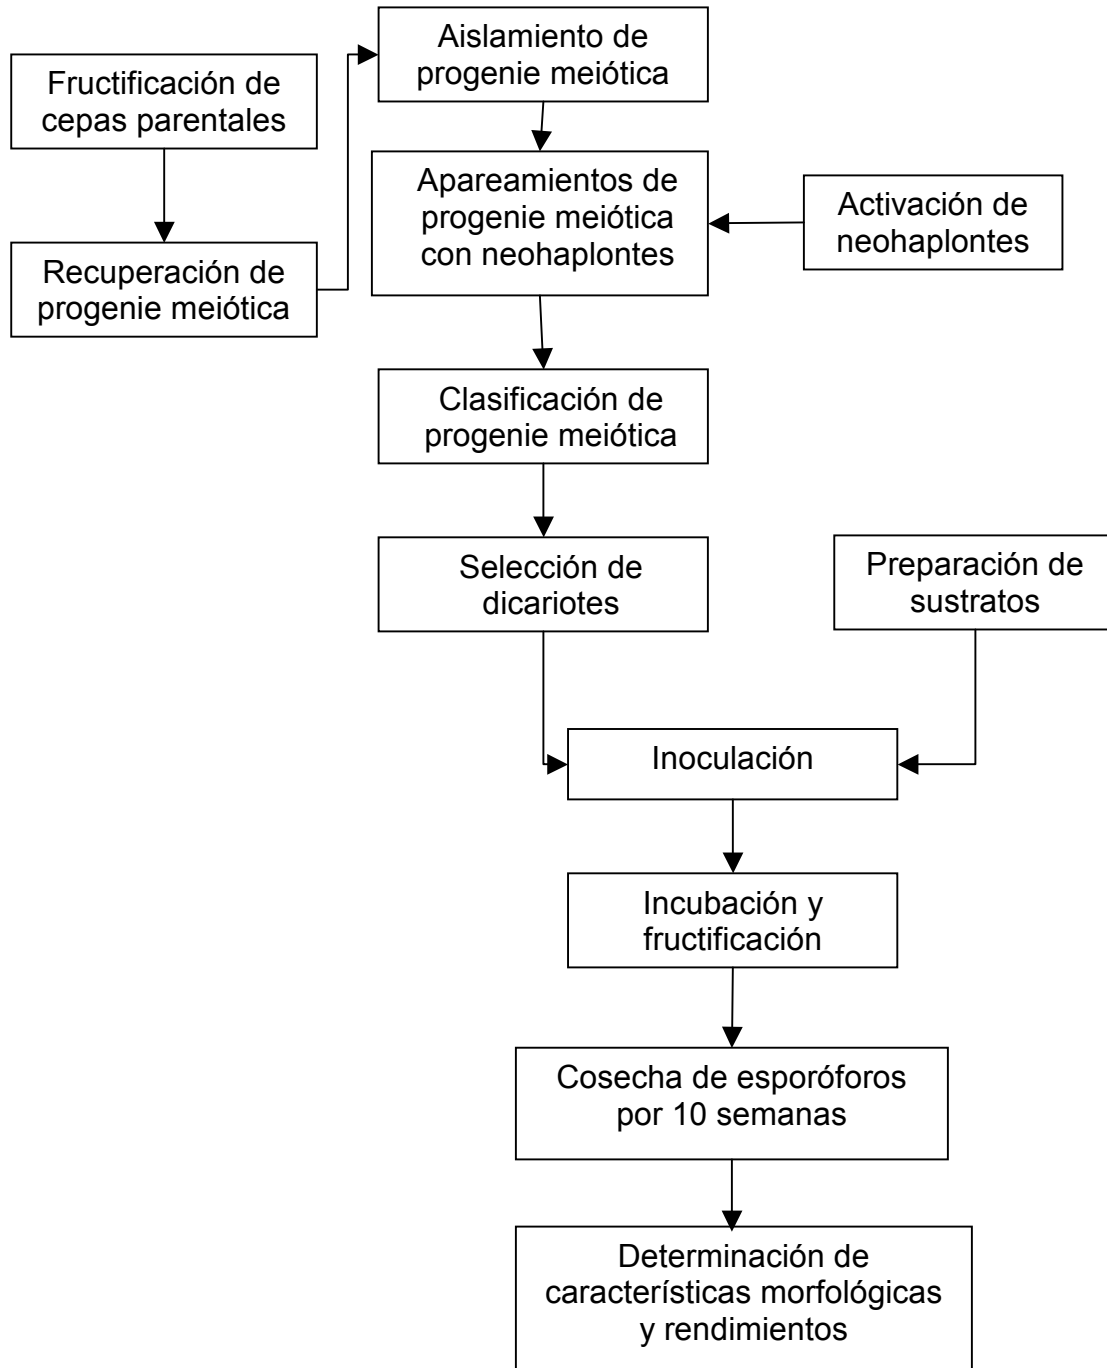 Fructificación de
cepas parentales
Recuperación de
progenie meiótica
Aislamiento de
progenie meiótica
Apareamientos de
progenie meiótica
con neohaplontes
Activación de
neohaplontes
Clasificación de
progenie meiótica
Selección de
dicariotes
Preparación de
sustratos
Inoculación
Incubación y
fructificación
Cosecha de esporóforos
por 10 semanas
Determinación de
características morfológicas
y rendimientos